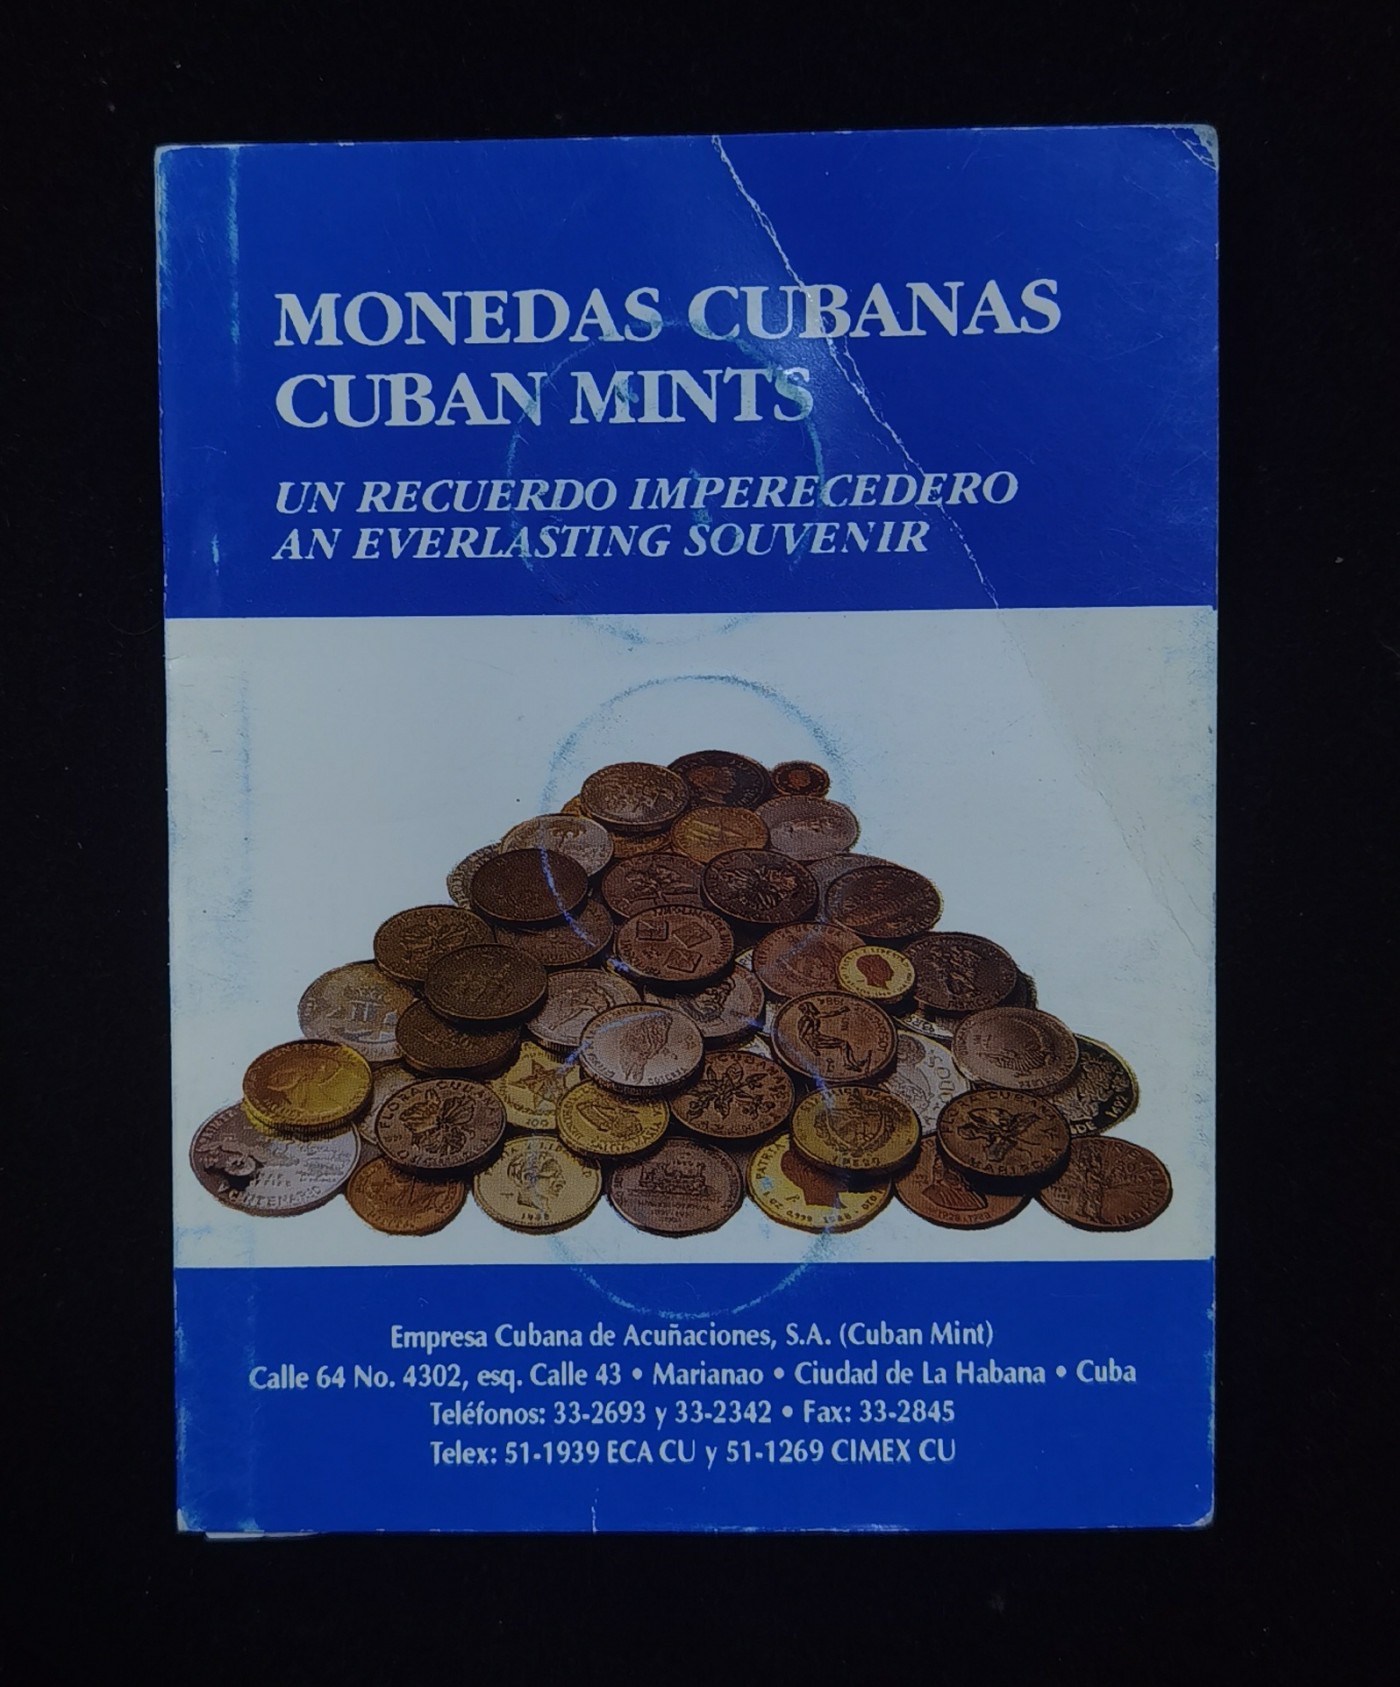 MONEDAS CUBANAS
CUBAN MINTS
UN RECUERDO IMPERECEDERO
AN EVERLASTING SOUVENIR
Empresa Cubana de Acuñaciones, S.A. (Cuban Mint)
Calle 64 No. 4302, esq. Calle 43 • Marianao • Ciudad de La Habana • Cuba
Teléfonos: 33-2693 y 33-2342 • Fax: 33-2845
Telex: 51-1939 ECA CU y 51-1269 CIMEX CU